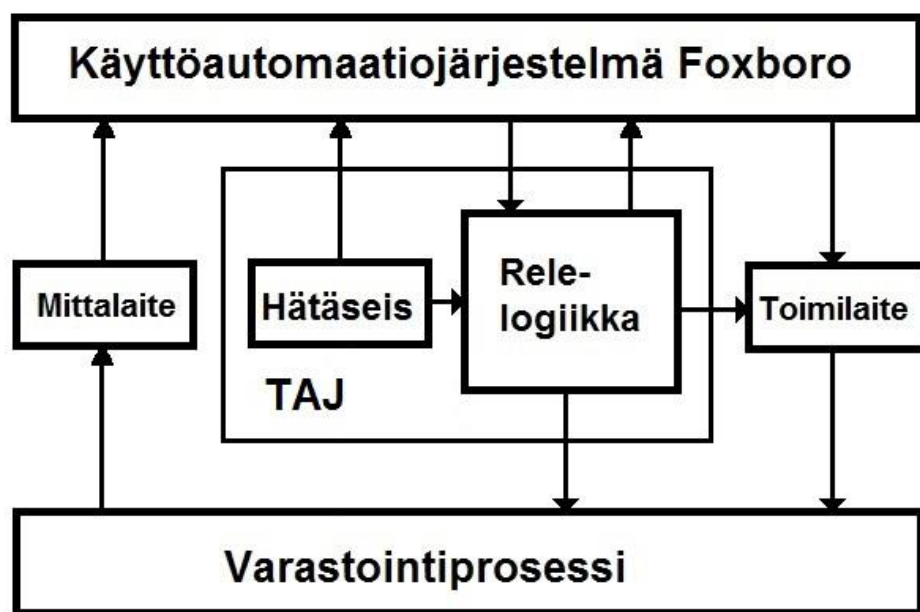 Käyttöautomaatiojärjestelmä Foxboro
Mittalaite
Hätäseis
Rele-
logiikka
Toimilaite
TAJ
Varastointiprosessi